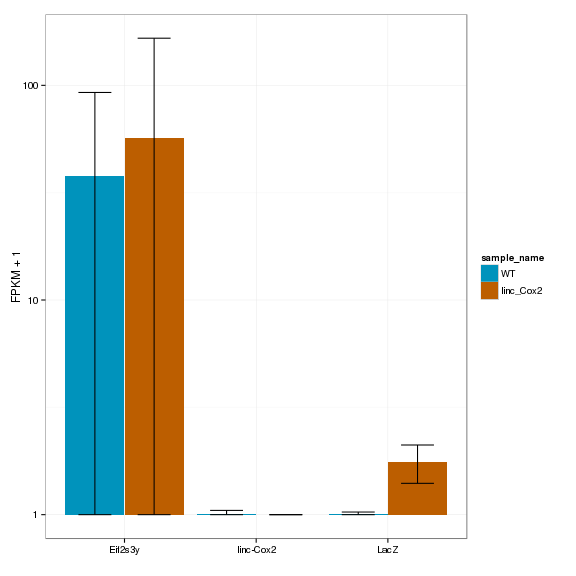 100
10
1
FPKM + 1
Eif2s3y
linc-Cox2
LacZ
sample_name
WT
linc_Cox2